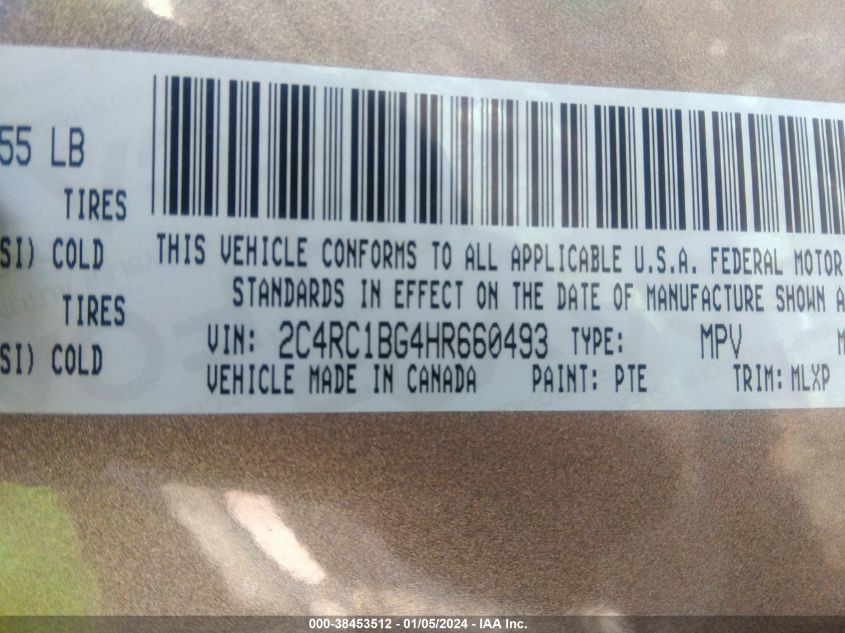 55 LB
TIRES
SI) COLD
TIRES
SI) COLD
THIS VEHICLE CONFORMS TO ALL APPLICABLE U.S.A. FEDERAL MOTOR
STANDARDS IN EFFECT ON THE DATE OF MANUFACTURE SHOWN A
VIN: 2C4RC1BG4HR660493 TYPE: MPV M
VEHICLE MADE IN CANADA PAINT: PTE TRIM: MLXP
000-38453512 - 01/05/2024 - IAA Inc.